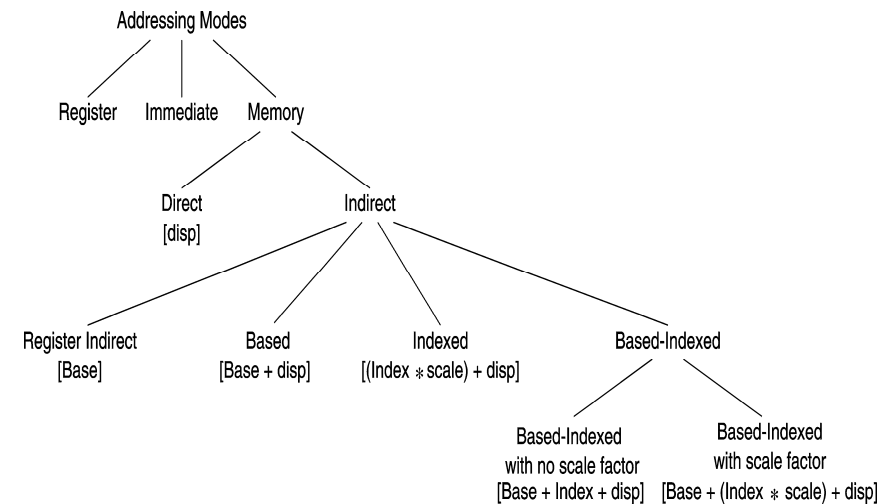 Addressing Modes
Register Immediate Memory
Direct Indirect
[disp]
Register Indirect Based Indexed Based-Indexed
[Base] [Base + disp] [(Index * scale) + disp]
Based-Indexed
with no scale factor
[Base + Index + disp]
Based-Indexed
with scale factor
[Base + (Index * scale) + disp]